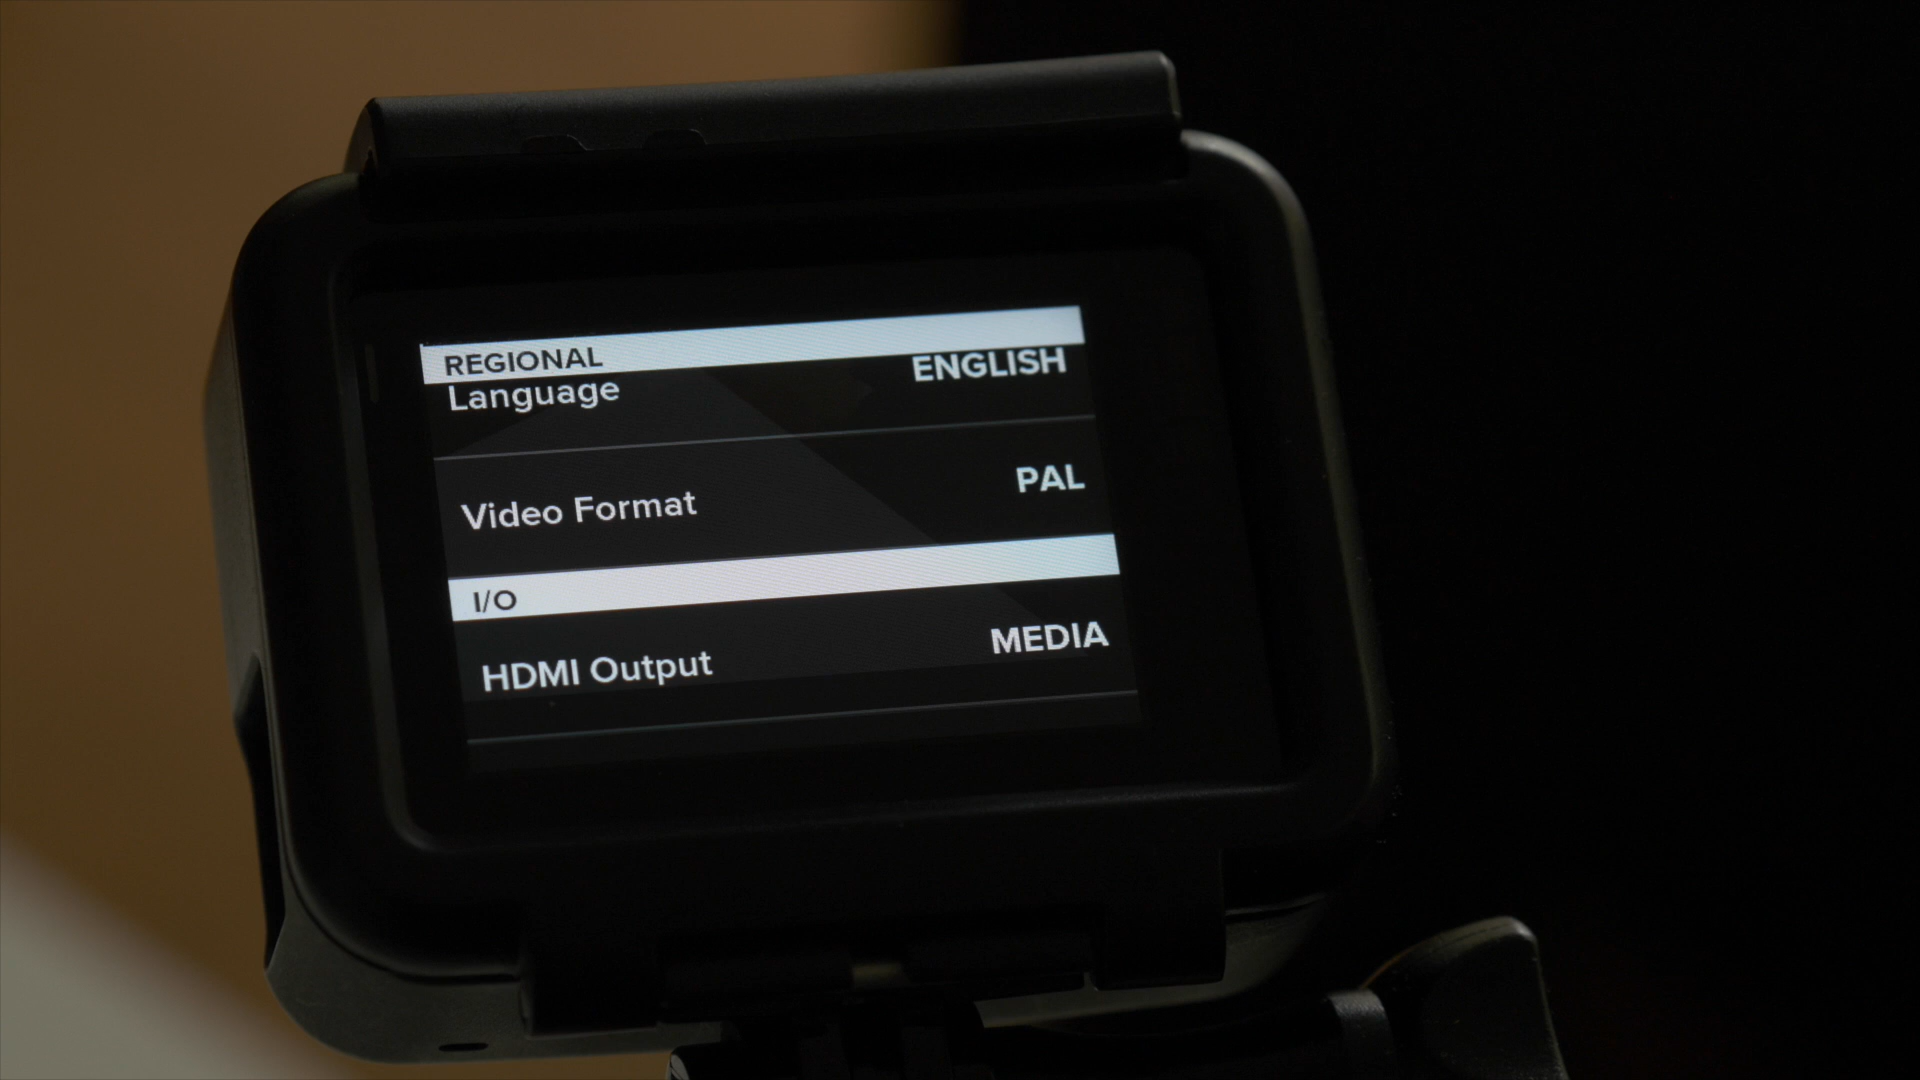 REGIONAL
Language ENGLISH
Video Format PAL
I/O
HDMI Output MEDIA